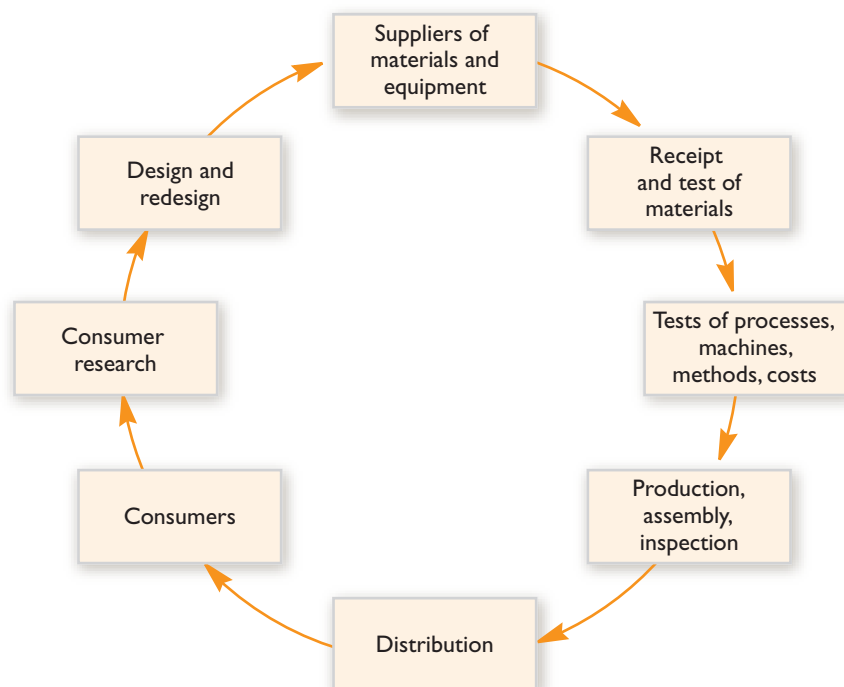 Suppliers of
materials and
equipment
Receipt
and test of
materials
Tests of processes,
machines,
methods, costs
Production,
assembly,
inspection
Distribution
Consumers
Consumer
research
Design and
redesign